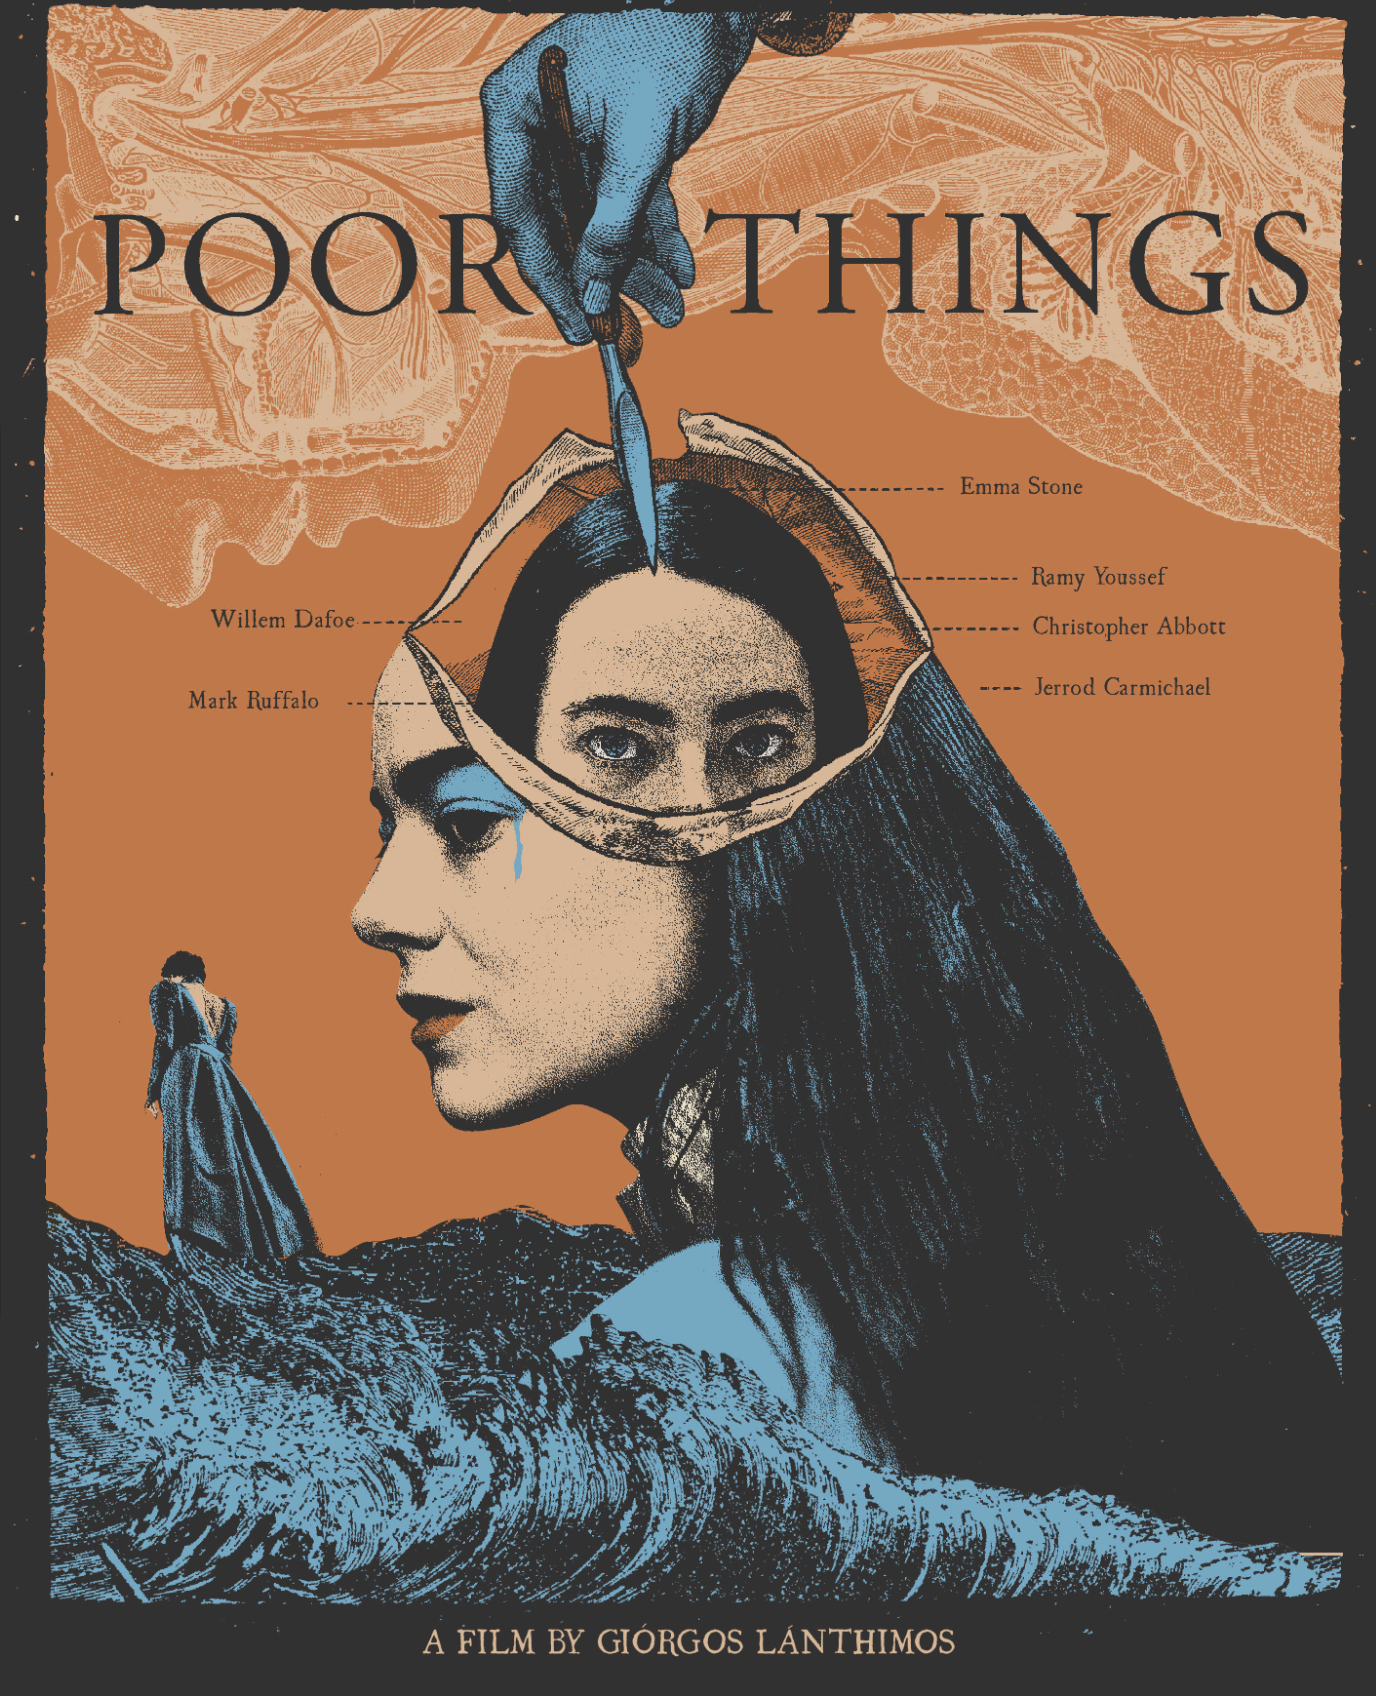 POOR THINGS
Emma Stone
Ramy Youssef
Willem Dafoe
Christopher Abbott
Mark Ruffalo
Jerrod Carmichael
A FILM BY GIÓRGOS LÁNTHIMOS